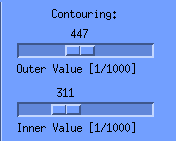 Contouring:
447
Outer Value [1/1000]
311
Inner Value [1/1000]